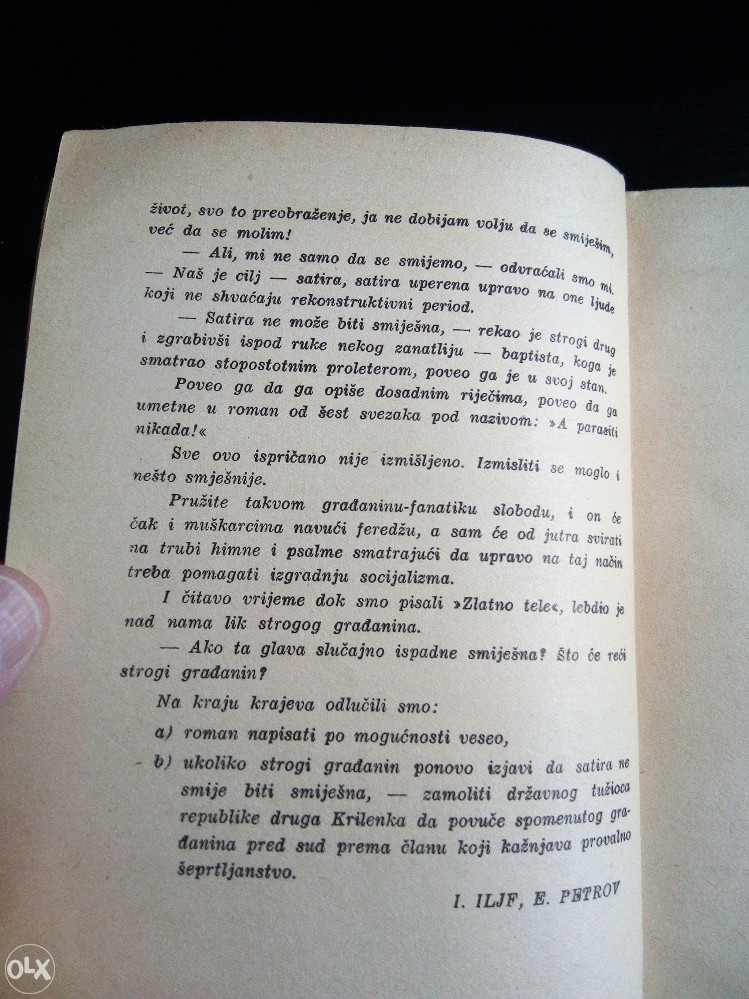 život, svo to preobraženje, ja ne dobijam volju da se smiješim,
već da se molim!
— Ali, mi ne samo da se smijemo, — odvraćali smo mi.
— Naš je cilj — satira, satira uperena upravo na one ljude
koji ne shvaćaju rekonstruktivni period.
— Satira ne može biti smiješna, — rekao je strogi drug
i zgrabivši ispod ruke nekog zanatliju — baptista, koga je
smatrao stopostotnim proleterom, poveo ga je u svoj stan.
Poveo ga da ga opiše dosadnim riječima, poveo da ga
umetne u roman od šest svezaka pod nazivom: »A parasiti
nikada!«
Sve ovo ispričano nije izmišljeno. Izmisliti se moglo i
nešto smješnije.
Pružite takvom građaninu-fanatiku slobodu, i on će
čak i muškarcima navući feredžu, a sam će od jutra svirati
na trubi himne i psalme smatrajući da upravo na taj način
treba pomagati izgradnju socijalizma.
I čitavo vrijeme dok smo pisali »Zlatno tele«, lebdio je
nad nama lik strogog građanina.
— Ako ta glava slučajno ispadne smiješna? Što će reći
strogi građanin?
Na kraju krajeva odlučili smo:
a) roman napisati po mogućnosti veseo,
b) ukoliko strogi građanin ponovo izjavi da satira ne
smije biti smiješna, — zamoliti državnog tužioca
republike druga Krilenka da povuče spomenutog gra-
đanina pred sud prema članu koji kažnjava provalno
šeprtljanstvo.
I. ILJF, E. PETROV
OLX